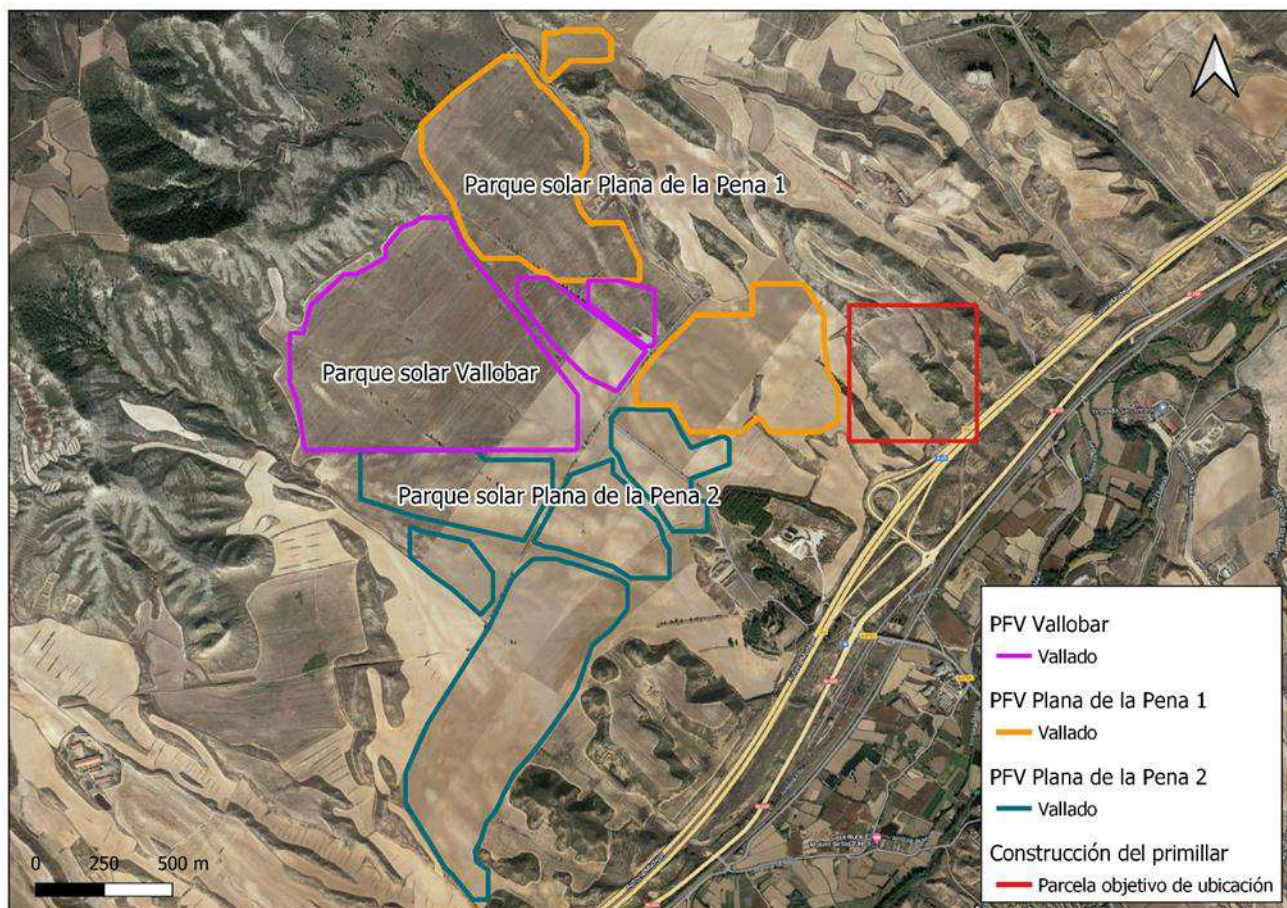 Parque solar Plana de la Pena 1
Parque solar Vallobar
Parque solar Plana de la Pena 2
PFV Vallobar
Vallado
PFV Plana de la Pena 1
Vallado
PFV Plana de la Pena 2
Vallado
Construcción del primillar
Parcela objetivo de ubicación
0 250 500 m